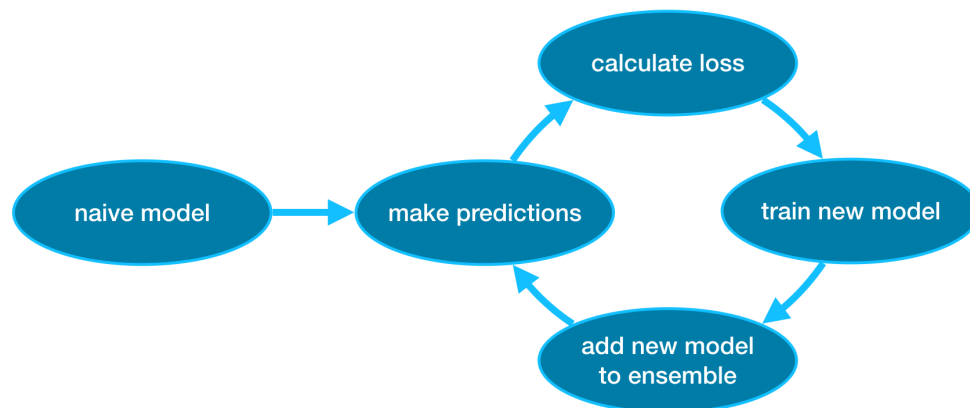 calculate loss
naive model
make predictions
train new model
add new model
to ensemble